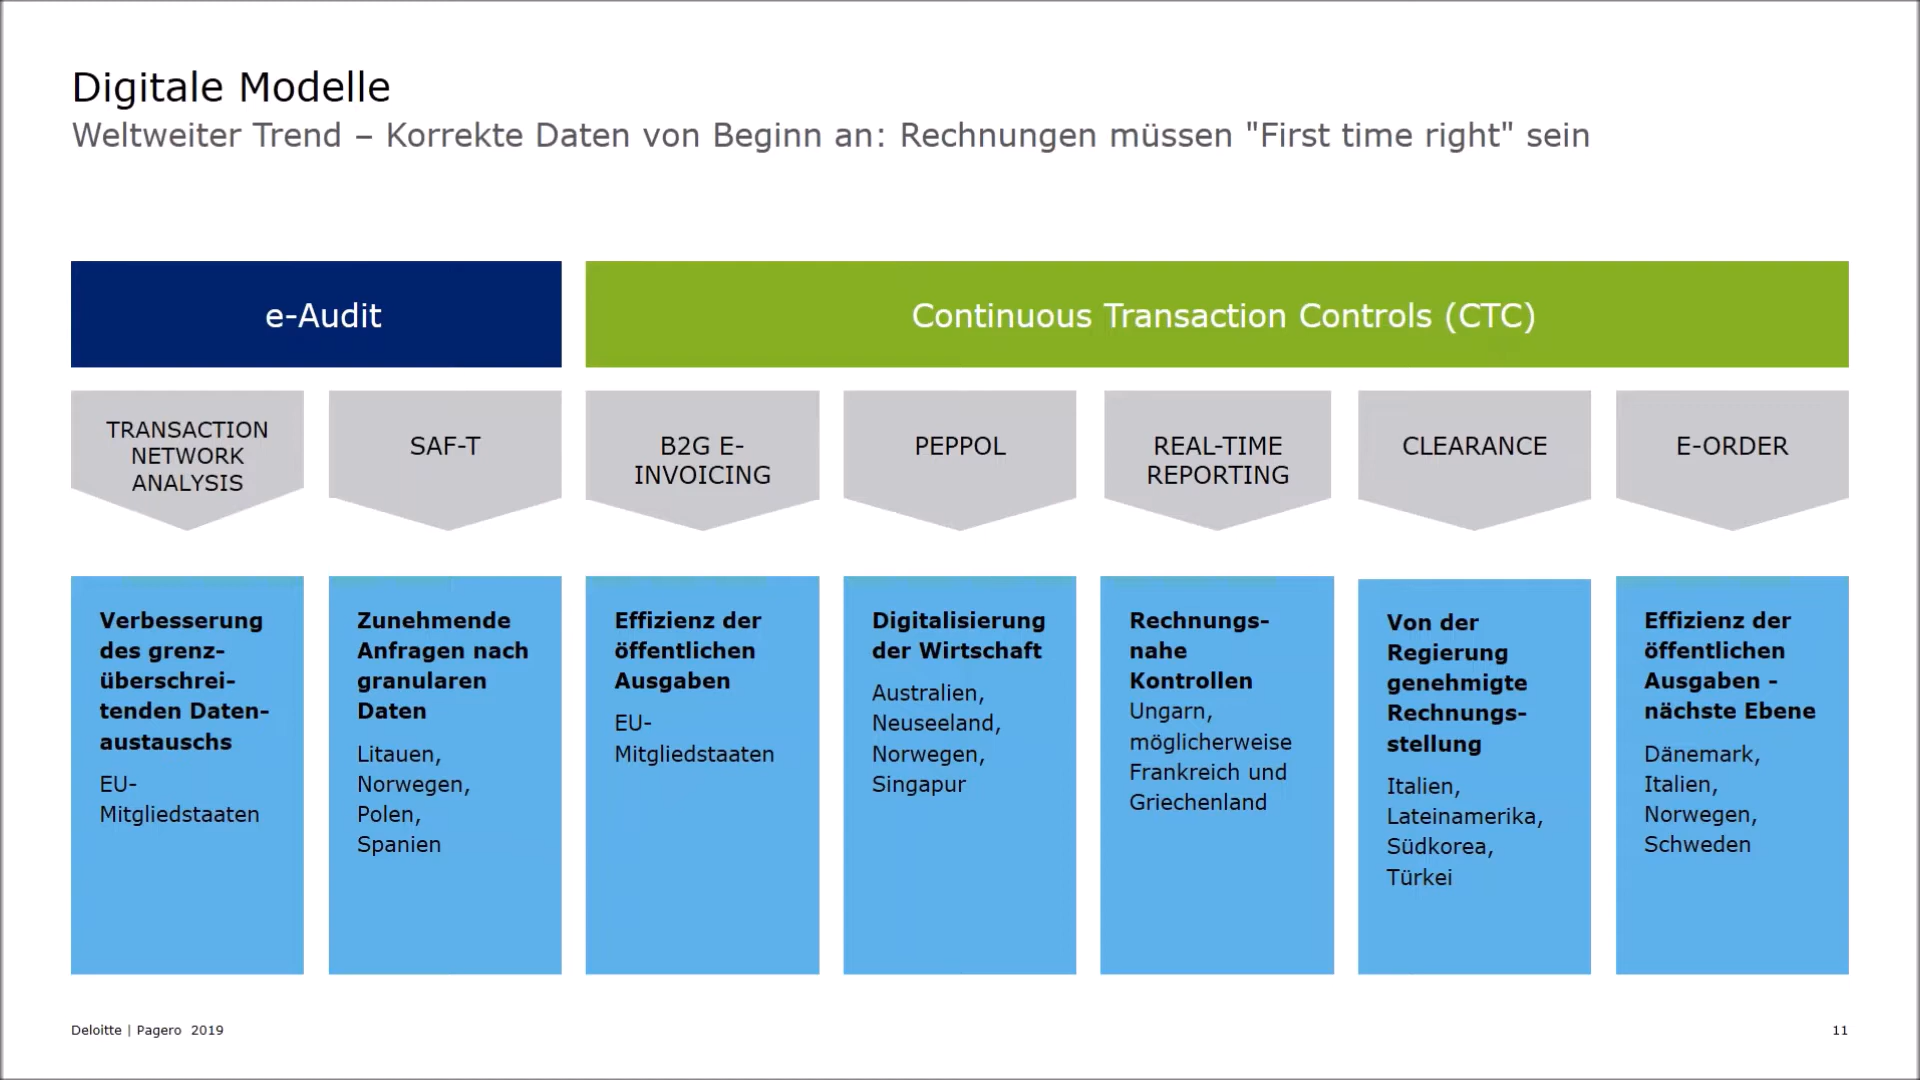 Digitale Modelle
Weltweiter Trend – Korrekte Daten von Beginn an: Rechnungen müssen "First time right" sein
e-Audit
Continuous Transaction Controls (CTC)
TRANSACTION
NETWORK
ANALYSIS
SAF-T
B2G E-
INVOICING
PEPPOL
REAL-TIME
REPORTING
CLEARANCE
E-ORDER
Verbesserung
des grenz-
überschrei-
tenden Daten-
austauschs
EU-
Mitgliedstaaten
Zunehmende
Anfragen nach
granularen
Daten
Litauen,
Norwegen,
Polen,
Spanien
Effizienz der
öffentlichen
Ausgaben
EU-
Mitgliedstaaten
Digitalisierung
der Wirtschaft
Australien,
Neuseeland,
Norwegen,
Singapur
Rechnungs-
nahe
Kontrollen
Ungarn,
möglicherweise
Frankreich und
Griechenland
Von der
Regierung
genehmigte
Rechnungs-
stellung
Italien,
Lateinamerika,
Südkorea,
Türkei
Effizienz der
öffentlichen
Ausgaben -
nächste Ebene
Dänemark,
Italien,
Norwegen,
Schweden
Deloitte | Pagero 2019
11